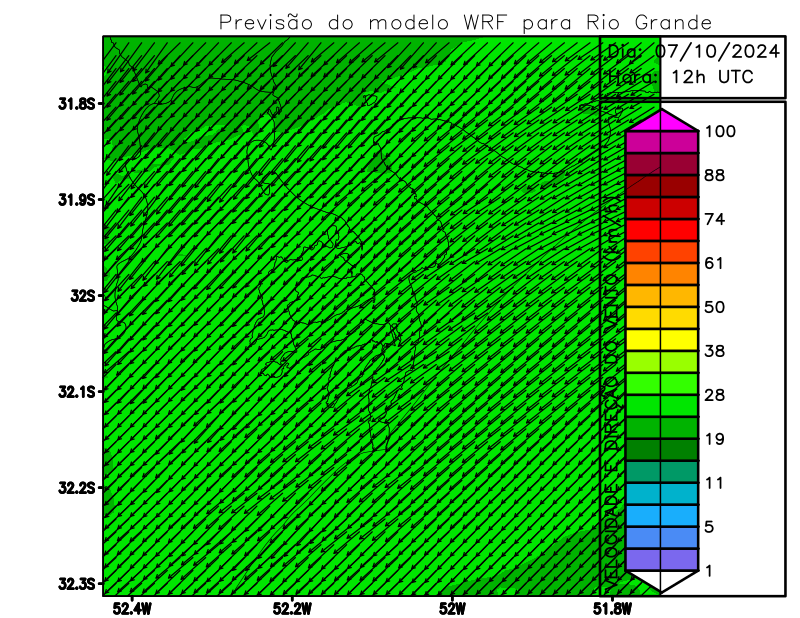 Previsão do modelo WRF para Rio Grande
Dia: 07/10/2024
Hora: 12h UTC
31.8S
31.9S
32S
32.1S
32.2S
32.3S
52.4W
52.2W
52W
51.8W
VELOCIDADE E DIREÇÃO DO VENTO (km/h)
100
88
74
61
50
38
28
19
11
5
1